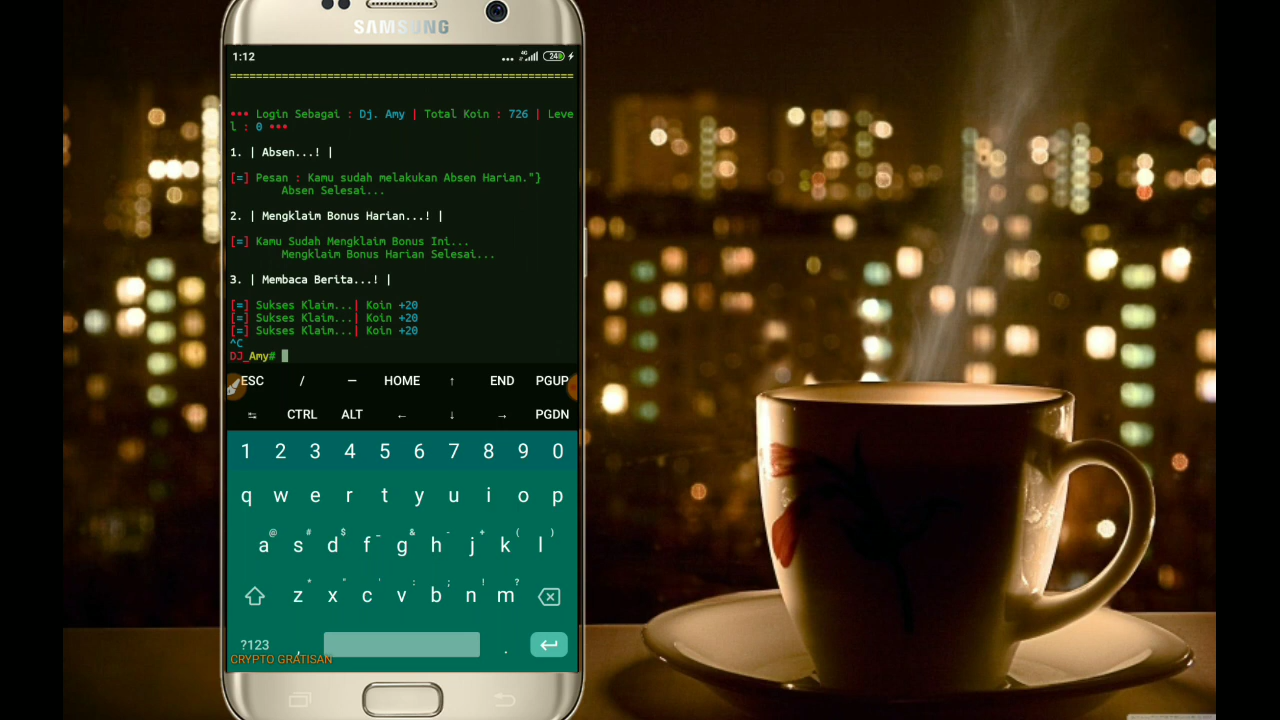 SAMSUNG
1:12
4G
24
==================================================
*** Login Sebagai : Dj. Amy | Total Koin : 726 | Leve
l : 0 ***
1. | Absen...! |
[=] Pesan : Kamu sudah melakukan Absen Harian."}
Absen Selesai...
2. | Mengklaim Bonus Harian...! |
[=] Kamu Sudah Mengklaim Bonus Ini...
Mengklaim Bonus Harian Selesai...
3. | Membaca Berita...! |
[=] Sukses Klaim...| Koin +20
[=] Sukses Klaim...| Koin +20
[=] Sukses Klaim...| Koin +20
^C
DJ_Amy#
ESC / — HOME ↑ END PGUP
CTRL ALT ← ↓ → PGDN
1 2 3 4 5 6 7 8 9 0
q w e r t y u i o p
@ # $ _ & - + ( )
a s d f g h j k l
* " ' : ; ! ?
z x c v b n m
?123 , .
CRYPTO GRATISAN